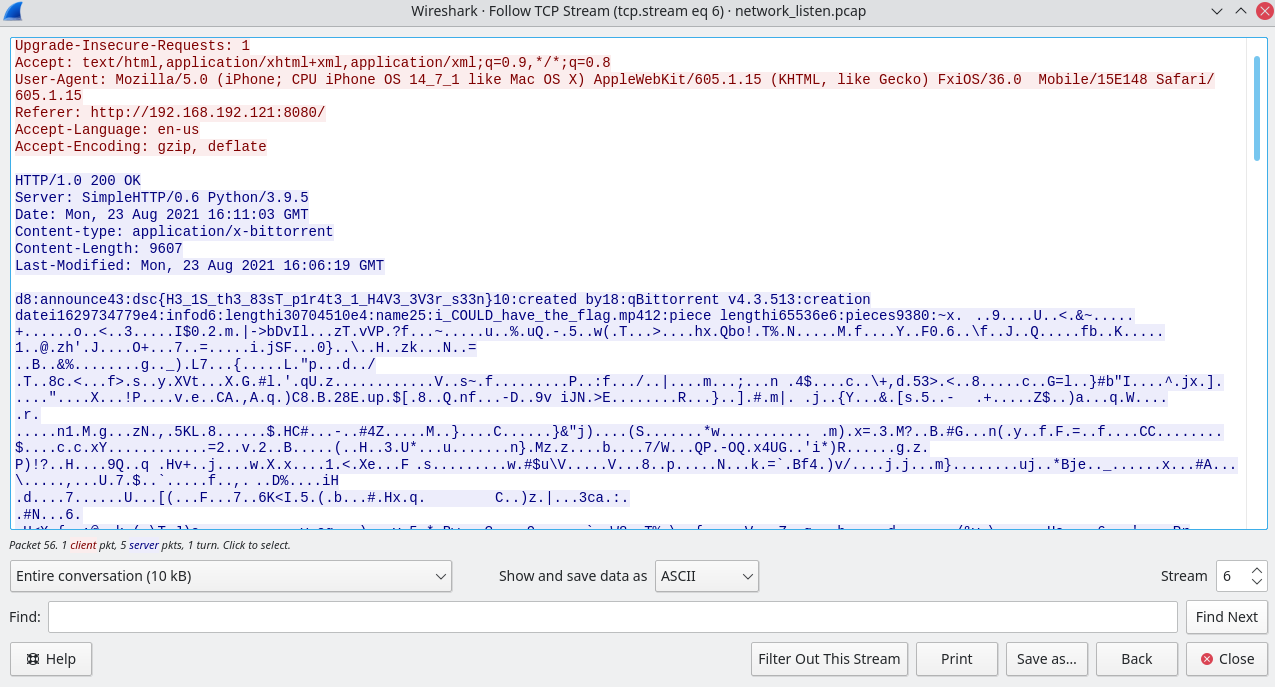 Wireshark · Follow TCP Stream (tcp.stream eq 6) · network_listen.pcap
Upgrade-Insecure-Requests: 1
Accept: text/html,application/xhtml+xml,application/xml;q=0.9,*/*;q=0.8
User-Agent: Mozilla/5.0 (iPhone; CPU iPhone OS 14_7_1 like Mac OS X) AppleWebKit/605.1.15 (KHTML, like Gecko) FxiOS/36.0  Mobile/15E148 Safari/
605.1.15
Referer: http://192.168.192.121:8080/
Accept-Language: en-us
Accept-Encoding: gzip, deflate
HTTP/1.0 200 OK
Server: SimpleHTTP/0.6 Python/3.9.5
Date: Mon, 23 Aug 2021 16:11:03 GMT
Content-type: application/x-bittorrent
Content-Length: 9607
Last-Modified: Mon, 23 Aug 2021 16:06:19 GMT
d8:announce43:dsc{H3_1S_th3_83sT_p1r4t3_1_H4V3_3V3r_s33n}10:created by18:qBittorrent v4.3.513:creation
datei1629734779e4:infod6:lengthi30704510e4:name25:i_COULD_have_the_flag.mp412:piece lengthi65536e6:pieces9380:~x.  ..9....U..<.&~.....
+......o..<..3.....I$0.2.m.|->bDvIl...zT.vVP.?f...~.....u..%.uQ.-.5..w(.T...>....hx.Qbo!.T%.N.....M.f....Y..F0.6..\f..J..Q.....fb..K.....
1..@.zh'.J....O+...7..=.....i.jSF...0}..\..H..zk...N..=
..B..&%........g.._).L7...{.....L."p...d../
.T..8c.<...f>.s..y.XVt...X.G.#l.'.qU.z............V..s~.f.........P..:f.../..|....m...;...n .4$....c..\+,d.53>.<..8.....c..G=l..}#b"I....^.jx.].
....."....X...!P....v.e..CA.,A.q.)C8.B.28E.up.$[.8..Q.nf...-D..9v iJN.>E........R...}..].#.m|. .j..{Y...&.[s.5..-   .+.....Z$..)a...q.W....
.r.
.....n1.M.g...zN.,.5KL.8......$.HC#...-..#4Z.....M..}....C......}&"j)....(S.......*w............ .m).x=.3.M?..B.#G...n(.y..f.F.=..f....CC........
$....c.c.xY............=2..v.2..B.....(..H..3.U*...u.......n}.Mz.z....b....7/W...QP.-OQ.x4UG..'i*)R......g.z.
P)!?..H....9Q..q .Hv+..j....w.X.x....1.<.Xe...F .s.........w.#$u\V.....V...8..p.....N...k.=`.Bf4.)v/....j.j...m}........uj..*Bje.._......x...#A...
\.....,...U.7.$..`.....f..,. ..D%....iH
.d....7......U...[(...F...7..6K<I.5.(.b...#.Hx.q.        C..)z.|...3ca.:.
.#N...6.
Packet 56. 1 client pkt, 5 server pkts, 1 turn. Click to select.
Entire conversation (10 kB) Show and save data as ASCII Stream 6
Find: Find Next
Help Filter Out This Stream Print Save as... Back Close